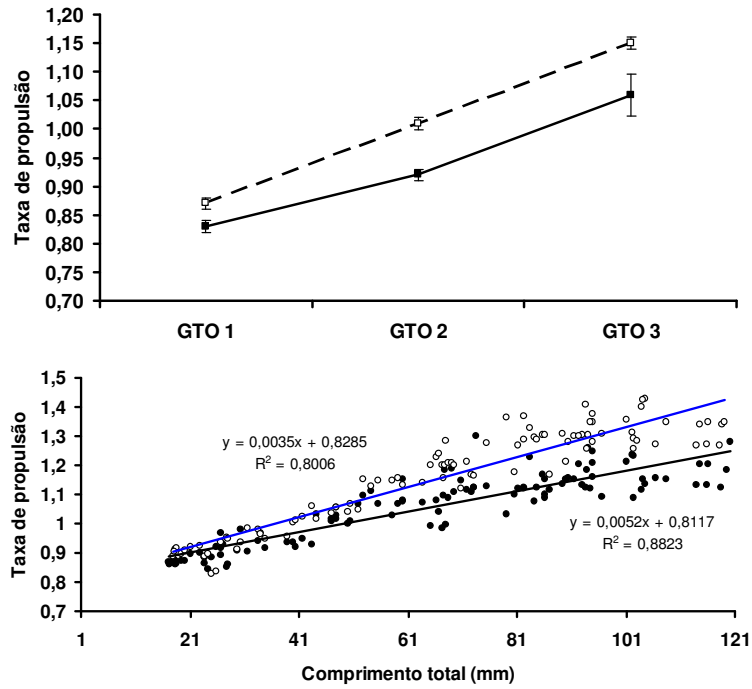 1,20
1,15
1,10
1,05
1,00
0,95
0,90
0,85
0,80
0,75
0,70
Taxa de propulsão
GTO 1 GTO 2 GTO 3
1,5
1,4
1,3
1,2
1,1
1
0,9
0,8
0,7
Taxa de propulsão
y = 0,0035x + 0,8285
R² = 0,8006
y = 0,0052x + 0,8117
R² = 0,8823
1 21 41 61 81 101 121
Comprimento total (mm)